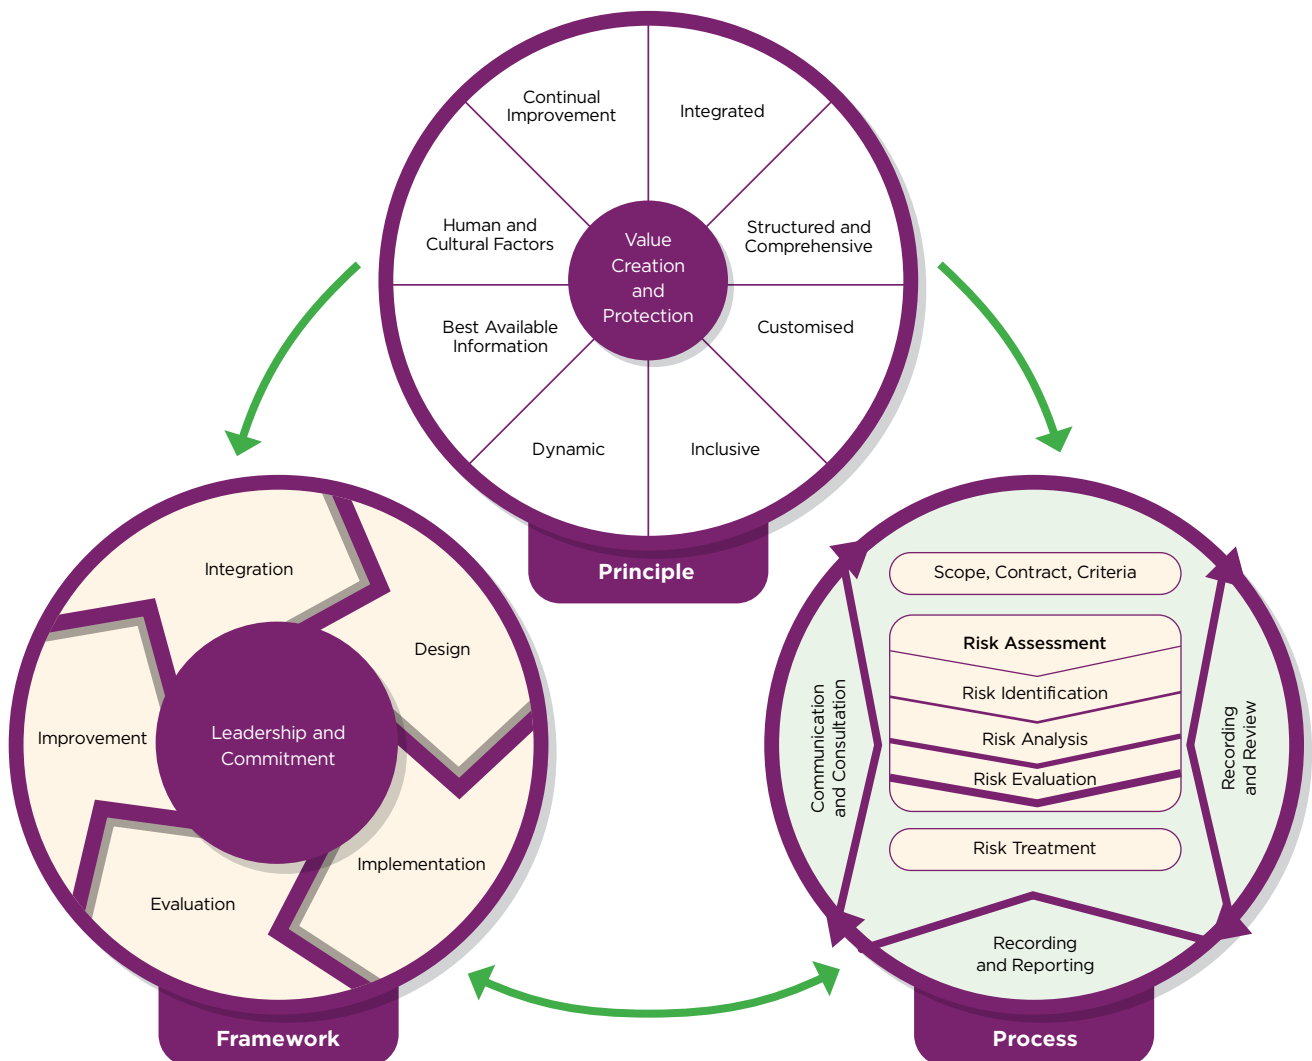 Continual
Improvement
Integrated
Human and
Cultural Factors
Value
Creation
and
Protection
Structured and
Comprehensive
Best Available
Information
Customised
Dynamic
Inclusive
Principle
Integration
Design
Improvement
Leadership and
Commitment
Implementation
Evaluation
Framework
Scope, Contract, Criteria
Risk Assessment
Risk Identification
Risk Analysis
Risk Evaluation
Risk Treatment
Communication
and Consultation
Recording
and Review
Recording
and Reporting
Process